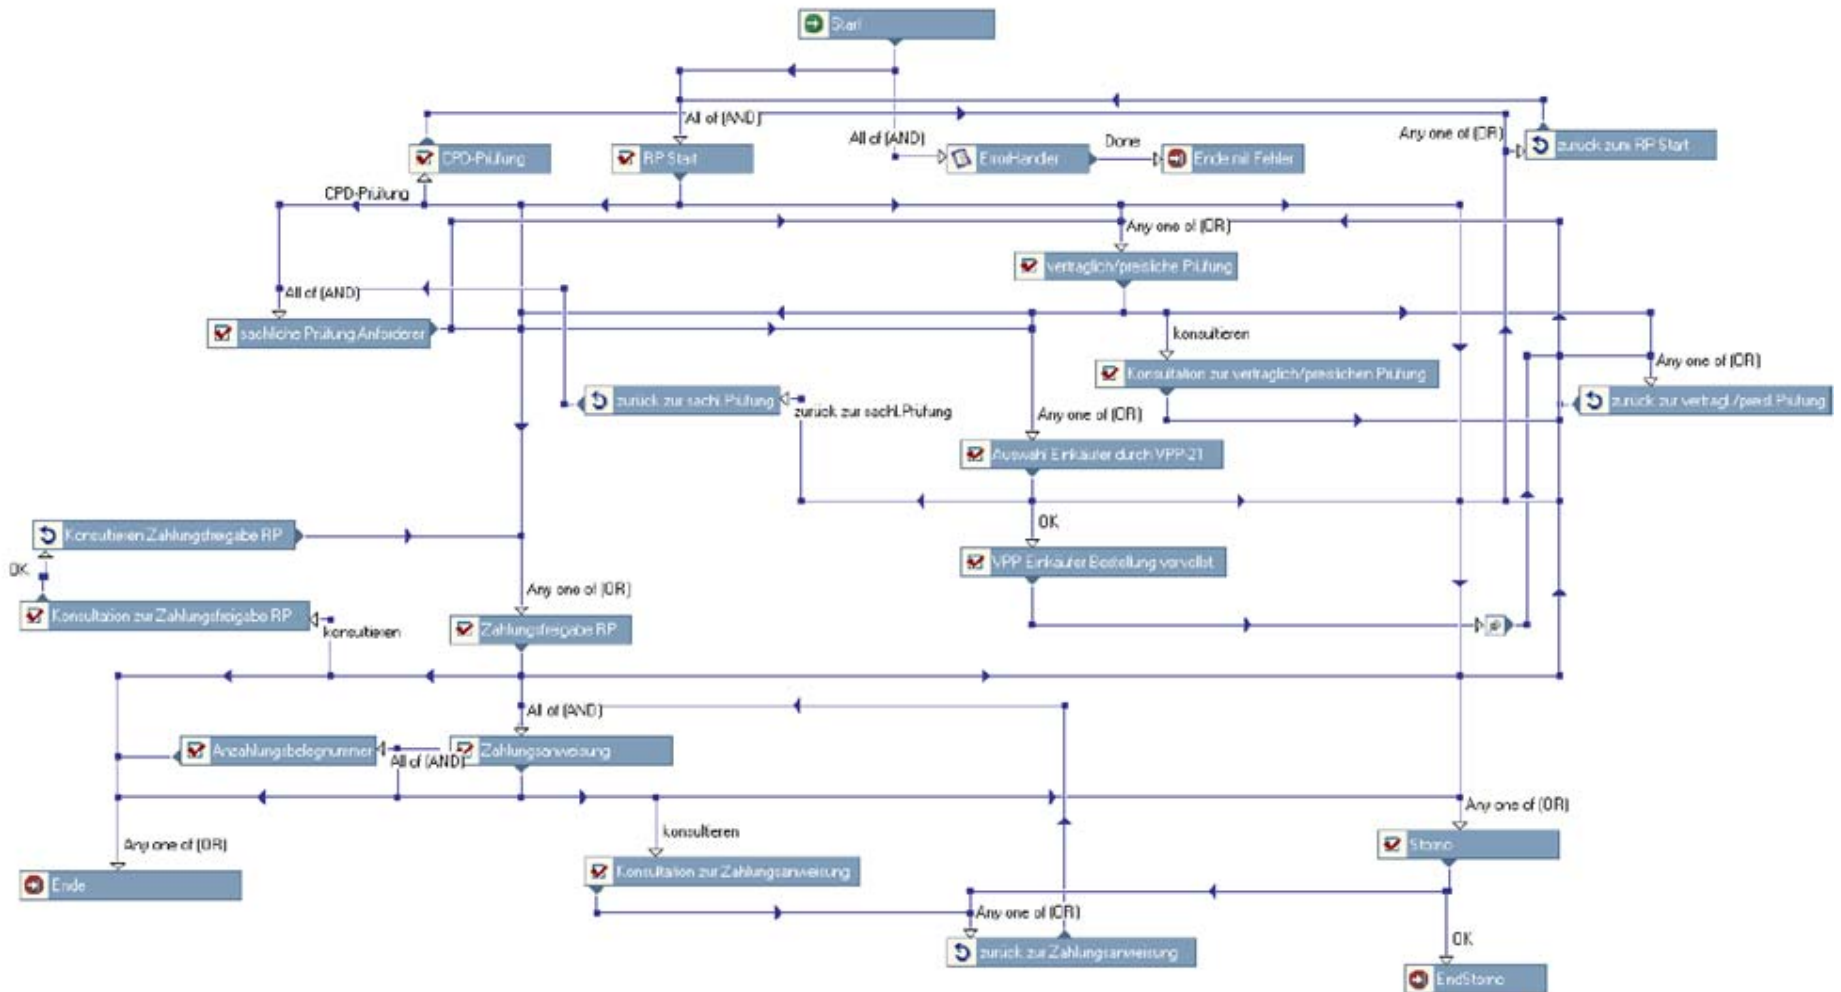 Start
All of (AND)
All of (AND)
Done
Any one of (OR)
CPD-Prüfung
RP Start
ErrorHandler
Ende mit Fehler
zurück zum RP Start
CPD-Prüfung
Any one of (OR)
vertraglich/preisliche Prüfung
All of (AND)
sachliche Prüfung Anforderer
konsultieren
Any one of (OR)
Konsultation zur vertraglich/preislichen Prüfung
zurück zur sachl.Prüfung
zurück zur sachl.Prüfung
Any one of (OR)
zurück zur vertragl./preisl.Prüfung
Auswahl Einkäufer durch VPP-21
OK
Konsultieren Zahlungsfreigabe RP
VPP Einkäufer Bestellung vervollst
OK
Any one of (OR)
Konsultation zur Zahlungsfreigabe RP
konsultieren
Zahlungsfreigabe RP
All of (AND)
Anzahlungsbelegnummer
All of (AND)
Zahlungsanweisung
Any one of (OR)
konsultieren
Any one of (OR)
Storno
Ende
Konsultation zur Zahlungsanweisung
Any one of (OR)
OK
zurück zur Zahlungsanweisung
EndStorno